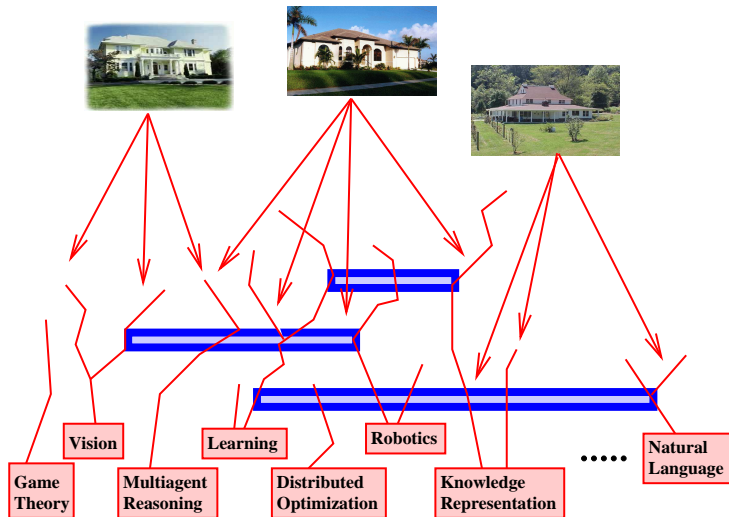 Vision
Learning
Robotics
Natural
Language
Game
Theory
Multiagent
Reasoning
Distributed
Optimization
Knowledge
Representation
.....